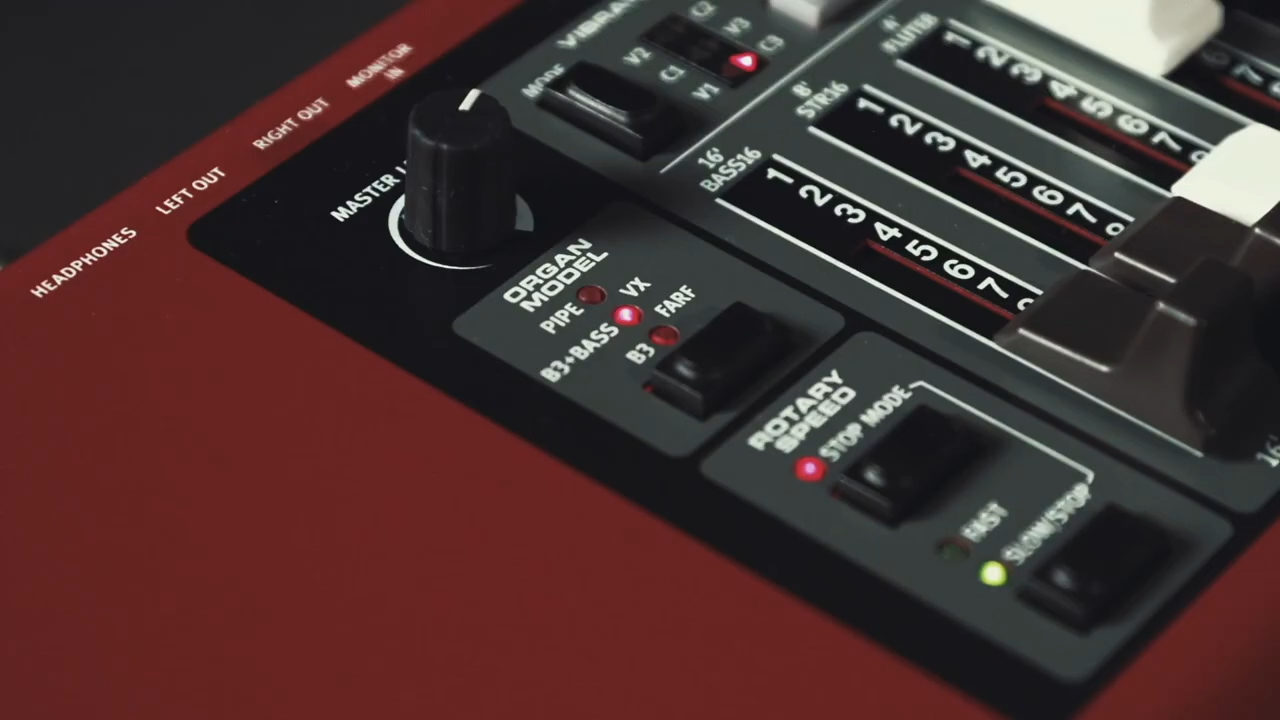 MONITOR
IN
RIGHT OUT
LEFT OUT
HEADPHONES
MASTER
MODE
C2
V3
C3
V2
C1
V1
4'
FLUTE8
1 2 3 4 5 6 7
8'
STR16
1 2 3 4 5 6 7
16'
BASS16
1 2 3 4 5 6 7
ORGAN
MODEL
VX
PIPE
FARF
B3+BASS
B3
ROTARY
SPEED
STOP MODE
FAST
SLOW/STOP